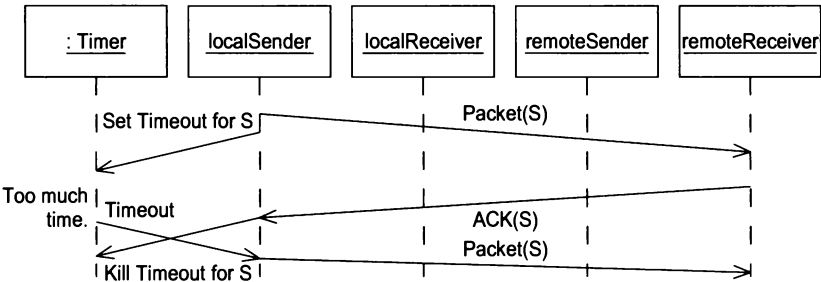 : Timer
localSender
localReceiver
remoteSender
remoteReceiver
Set Timeout for S
Packet(S)
Too much
time.
Timeout
ACK(S)
Packet(S)
Kill Timeout for S